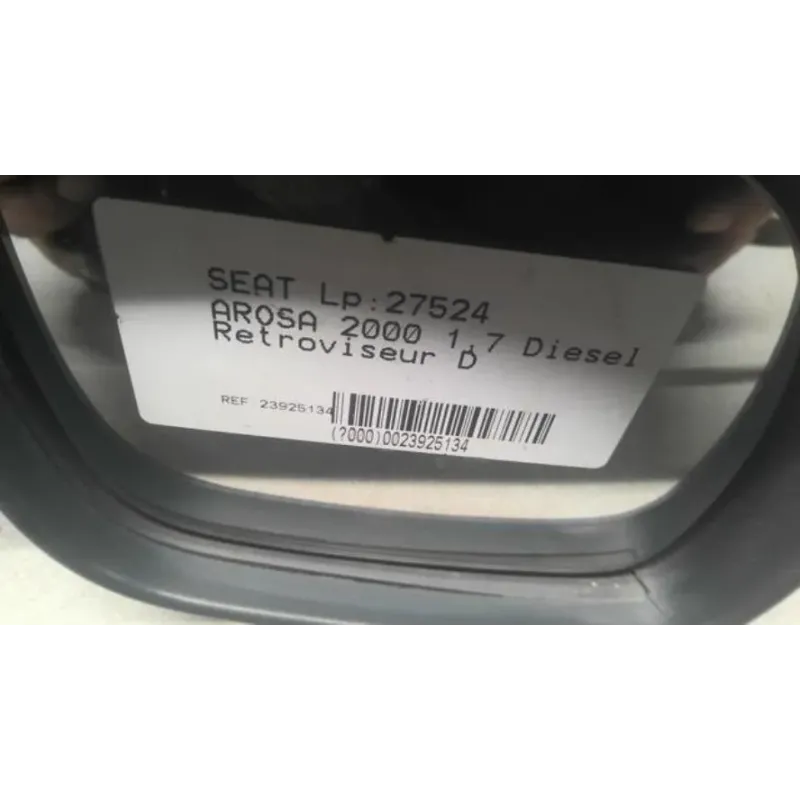 SEAT Lp:27524
AROSA 2000 1,7 Diesel
Retroviseur D
REF 23925134
(?000)0023925134